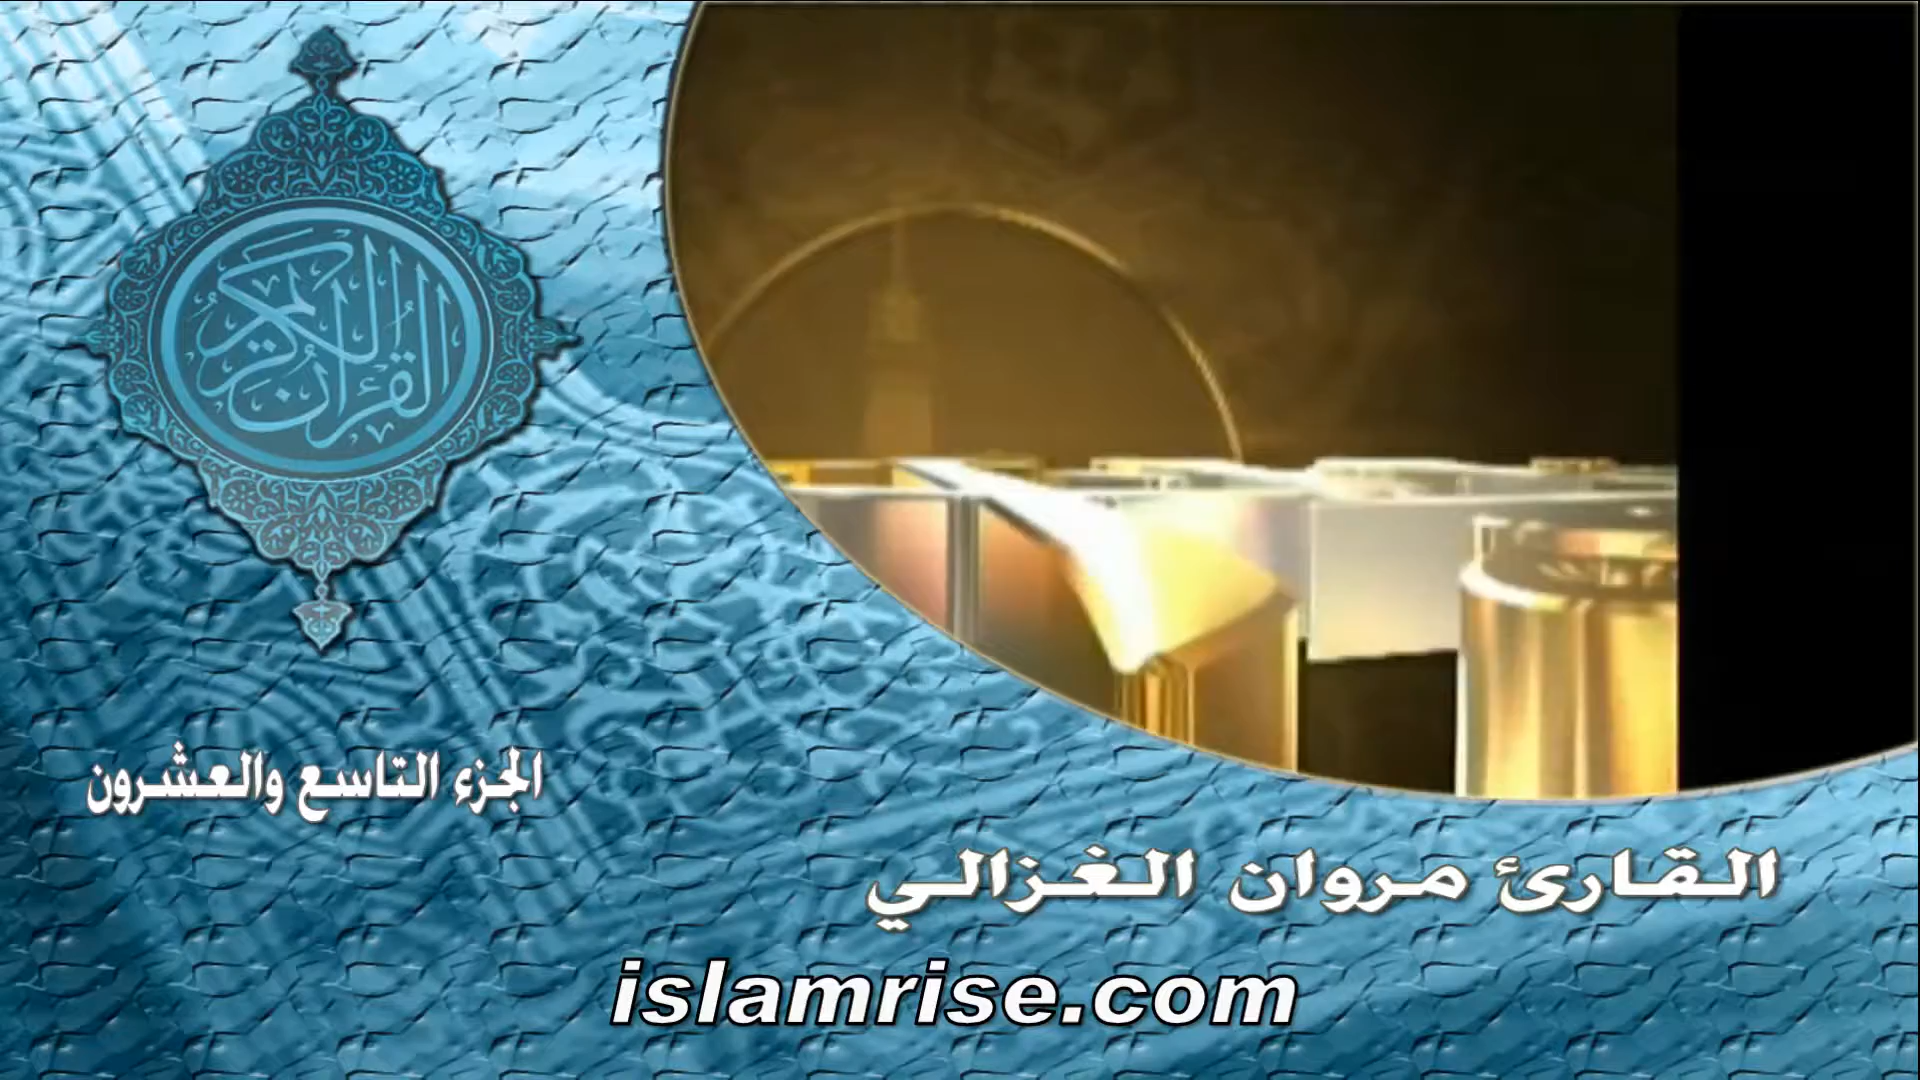 القرآن الكريم
الجزء التاسع والعشرون
القارئ مروان الغزالي
islamrise.com